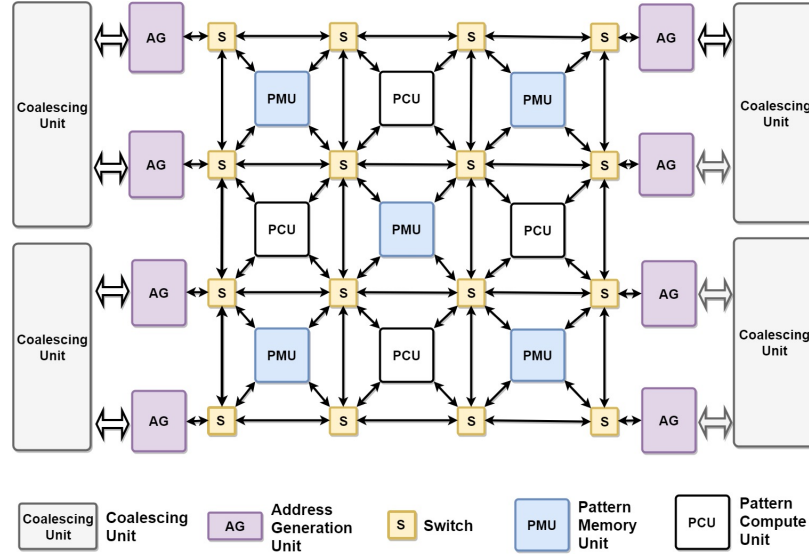 AG
S
S
S
S
AG
PMU
PCU
PMU
Coalescing
Unit
Coalescing
Unit
AG
S
S
S
S
AG
PCU
PMU
PCU
AG
S
S
S
S
AG
Coalescing
Unit
Coalescing
Unit
PMU
PCU
PMU
AG
S
S
S
S
AG
Coalescing
Unit
Coalescing
Unit
AG
Address
Generation
Unit
S
Switch
PMU
Pattern
Memory
Unit
PCU
Pattern
Compute
Unit